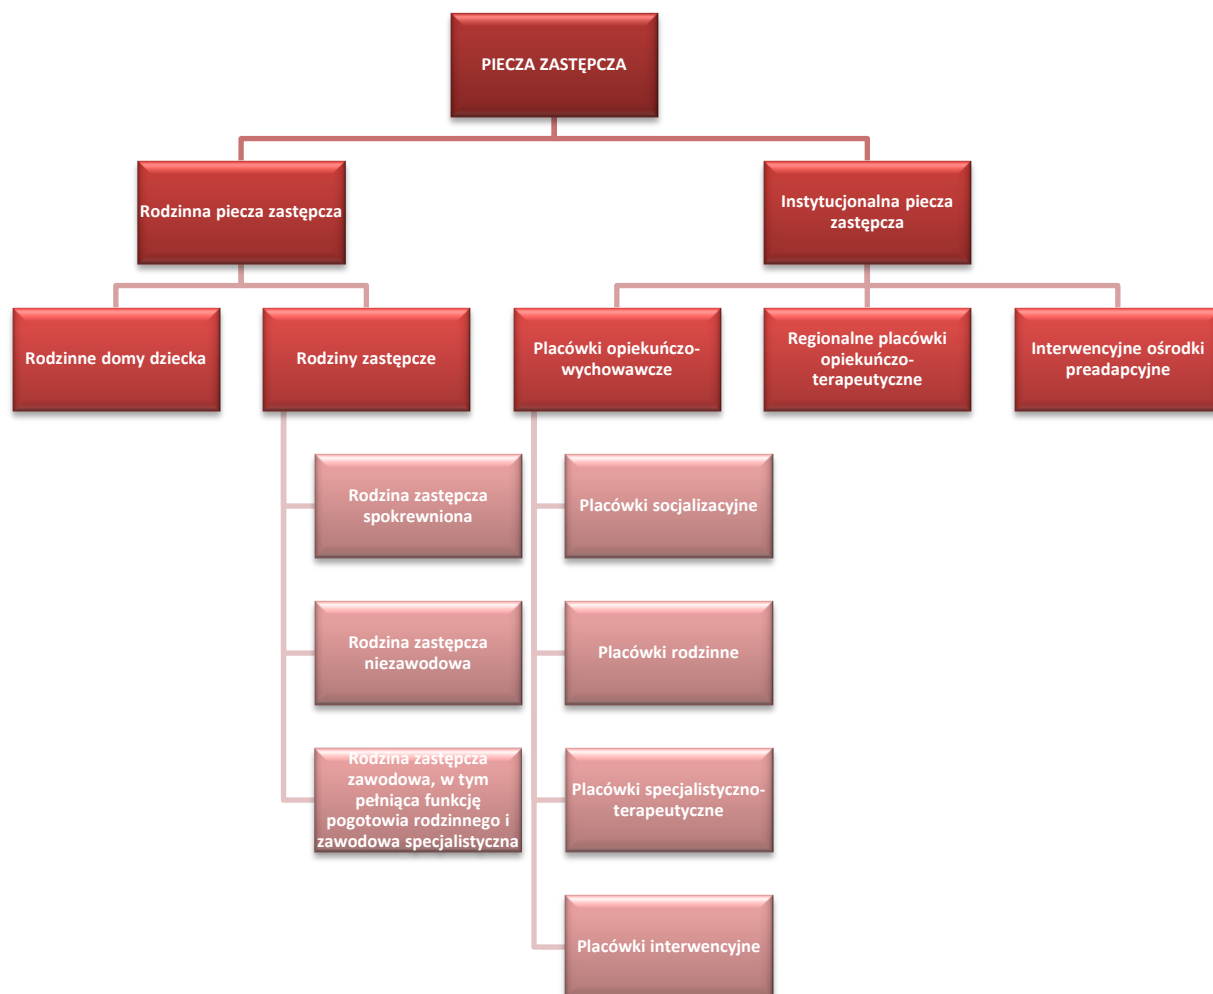 PIECZA ZASTĘPCZA
Rodzinna piecza zastępcza
Instytucjonalna piecza
zastępcza
Rodzinne domy dziecka
Rodziny zastępcze
Placówki opiekuńczo-
wychowawcze
Regionalne placówki
opiekuńczo-
terapeutyczne
Interwencyjne ośrodki
preadapcyjne
Rodzina zastępcza
spokrewniona
Placówki socjalizacyjne
Rodzina zastępcza
niezawodowa
Placówki rodzinne
Rodzina zastępcza
zawodowa, w tym
pełniąca funkcję
pogotowia rodzinnego i
zawodowa specjalistyczna
Placówki specjalistyczno-
terapeutyczne
Placówki interwencyjne